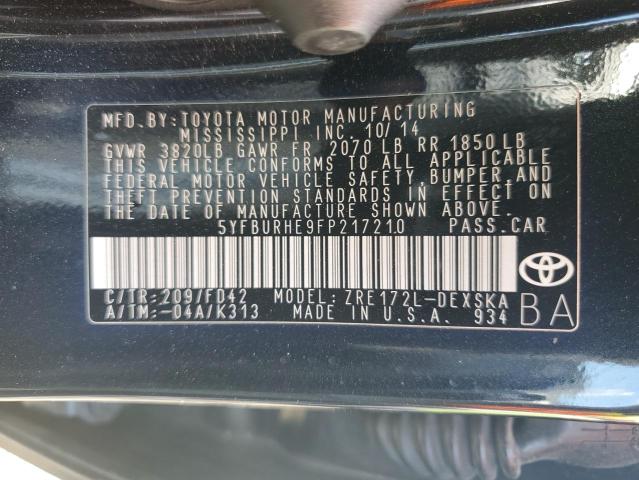 MFD.BY:TOYOTA MOTOR MANUFACTURING
MISSISSIPPI INC. 10/14
GVWR 3820LB GAWR FR 2070 LB RR 1850LB
THIS VEHICLE CONFORMS TO ALL APPLICABLE
FEDERAL MOTOR VEHICLE SAFETY, BUMPER AND
THEFT PREVENTION STANDARDS IN EFFECT ON
THE DATE OF MANUFACTURE SHOWN ABOVE.
5YFBURHE9FP217210 PASS.CAR
C/TR:209/FD42 MODEL:ZRE172L-DEXSKA
A/TM:-04A/K313 MADE IN U.S.A. 934
BA